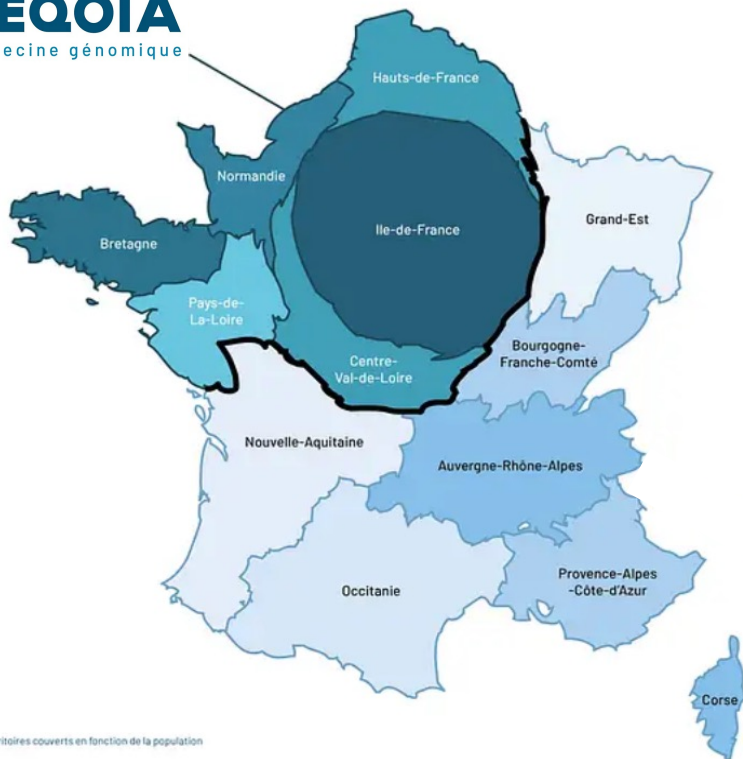 EQOIA
ecine génomique
Hauts-de-France
Normandie
Ile-de-France
Grand-Est
Bretagne
Pays-de-
La-Loire
Bourgogne-
Franche-Comté
Centre-
Val-de-Loire
Nouvelle-Aquitaine
Auvergne-Rhône-Alpes
Provence-Alpes
-Côte-d'Azur
Occitanie
Corse
itoires couverts en fonction de la population